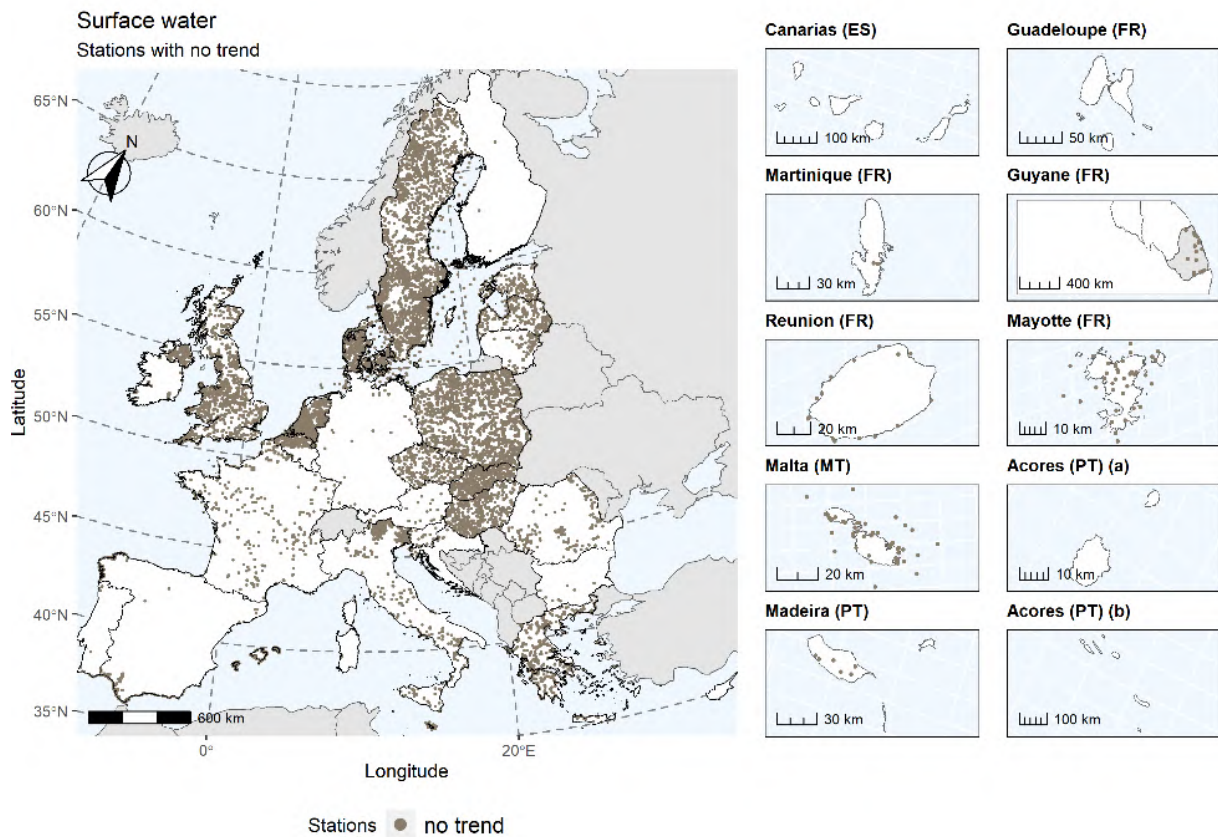 Surface water
Stations with no trend
65°N
60°N
55°N
50°N
45°N
40°N
35°N
Latitude
N
600 km
0°
20°E
Longitude
Stations no trend
Canarias (ES)
100 km
Guadeloupe (FR)
50 km
Martinique (FR)
30 km
Guyane (FR)
400 km
Reunion (FR)
20 km
Mayotte (FR)
10 km
Malta (MT)
20 km
Acores (PT) (a)
10 km
Madeira (PT)
30 km
Acores (PT) (b)
100 km